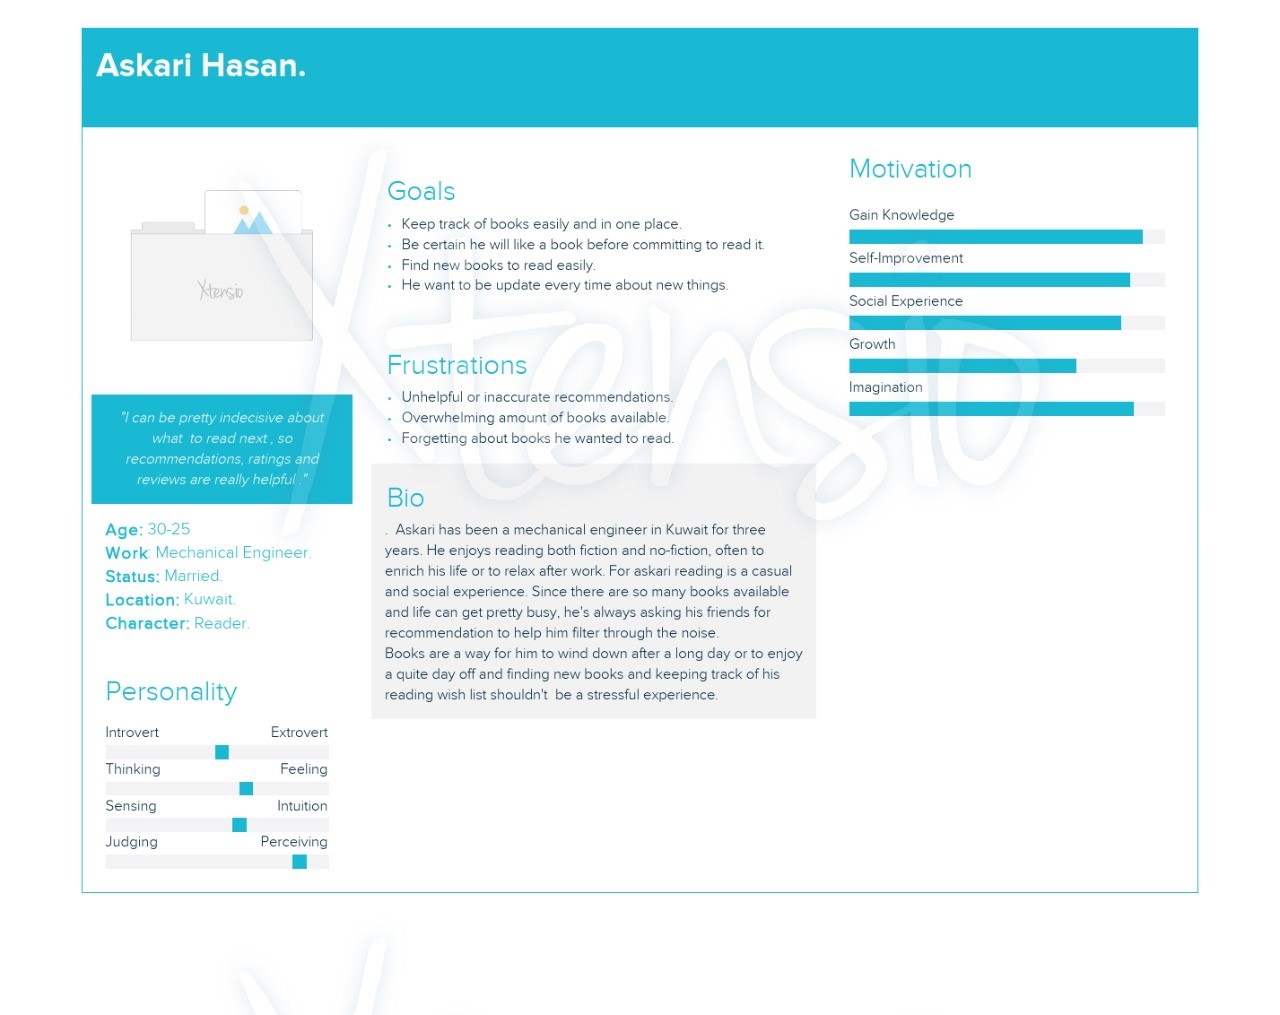 Askari Hasan.
Xtensio
"I can be pretty indecisive about
what  to read next , so
recommendations, ratings and
reviews are really helpful ."
Age: 30-25
Work: Mechanical Engineer.
Status: Married.
Location: Kuwait.
Character: Reader.
Personality
Introvert Extrovert
Thinking Feeling
Sensing Intuition
Judging Perceiving
Goals
• Keep track of books easily and in one place.
• Be certain he will like a book before committing to read it.
• Find new books to read easily.
• He want to be update every time about new things.
Frustrations
• Unhelpful or inaccurate recommendations.
• Overwhelming amount of books available.
• Forgetting about books he wanted to read.
Bio
.  Askari has been a mechanical engineer in Kuwait for three
years. He enjoys reading both fiction and no-fiction, often to
enrich his life or to relax after work. For askari reading is a casual
and social experience. Since there are so many books available
and life can get pretty busy, he's always asking his friends for
recommendation to help him filter through the noise.
Books are a way for him to wind down after a long day or to enjoy
a quite day off and finding new books and keeping track of his
reading wish list shouldn't  be a stressful experience.
Motivation
Gain Knowledge
Self-Improvement
Social Experience
Growth
Imagination
Xtensio